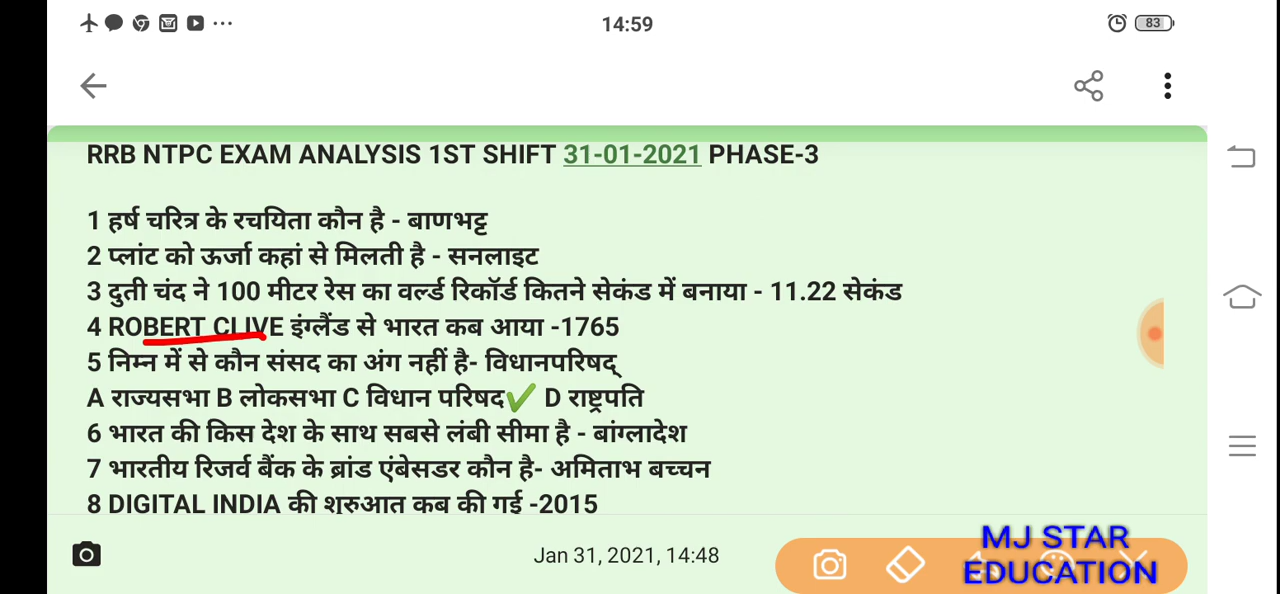 14:59
83
RRB NTPC EXAM ANALYSIS 1ST SHIFT 31-01-2021 PHASE-3
1 हर्ष चरित्र के रचयिता कौन है - बाणभट्ट
2 प्लांट को ऊर्जा कहां से मिलती है - सनलाइट
3 दुती चंद ने 100 मीटर रेस का वर्ल्ड रिकॉर्ड कितने सेकंड में बनाया - 11.22 सेकंड
4 ROBERT CLIVE इंग्लैंड से भारत कब आया -1765
5 निम्न में से कौन संसद का अंग नहीं है- विधानपरिषद्
A राज्यसभा B लोकसभा C विधान परिषद✔ D राष्ट्रपति
6 भारत की किस देश के साथ सबसे लंबी सीमा है - बांग्लादेश
7 भारतीय रिजर्व बैंक के ब्रांड एंबेसडर कौन है- अमिताभ बच्चन
8 DIGITAL INDIA की शुरुआत कब की गई -2015
Jan 31, 2021, 14:48
MJ STAR
EDUCATION